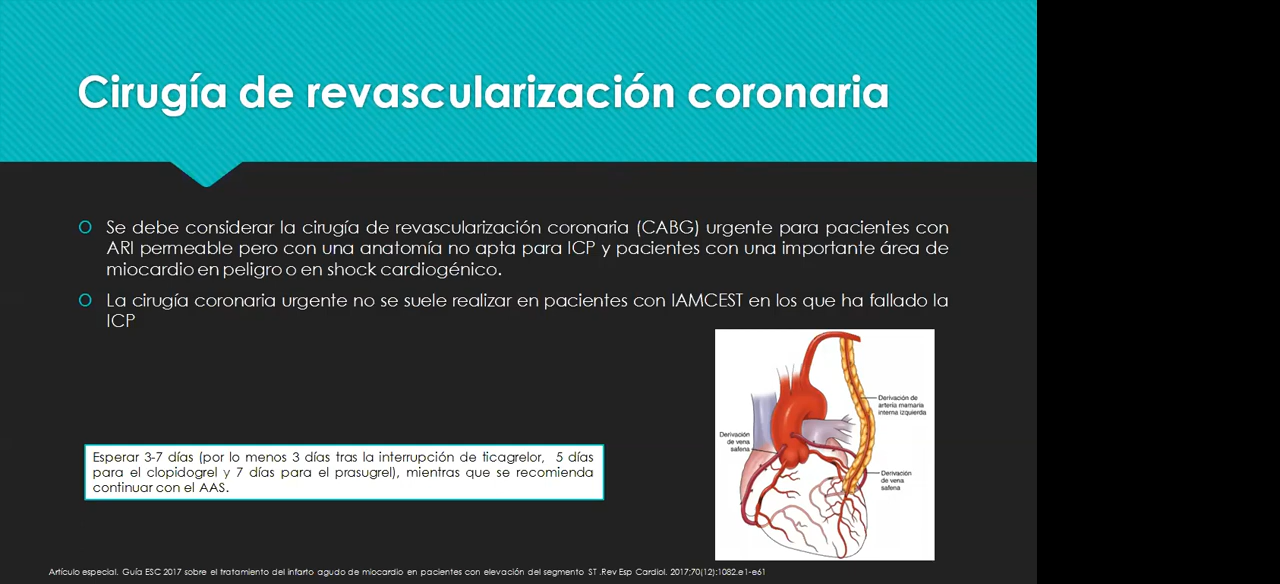 Cirugía de revascularización coronaria
Se debe considerar la cirugía de revascularización coronaria (CABG) urgente para pacientes con
ARI permeable pero con una anatomía no apta para ICP y pacientes con una importante área de
miocardio en peligro o en shock cardiogénico.
La cirugía coronaria urgente no se suele realizar en pacientes con IAMCEST en los que ha fallado la
ICP
Derivación de
arteria mamaria
interna izquierda
Derivación
de vena
safena
Derivación
de vena
safena
Esperar 3-7 días (por lo menos 3 días tras la interrupción de ticagrelor, 5 días
para el clopidogrel y 7 días para el prasugrel), mientras que se recomienda
continuar con el AAS.
Artículo especial. Guía ESC 2017 sobre el tratamiento del infarto agudo de miocardio en pacientes con elevación del segmento ST .Rev Esp Cardiol. 2017;70(12):1082.e1-e61